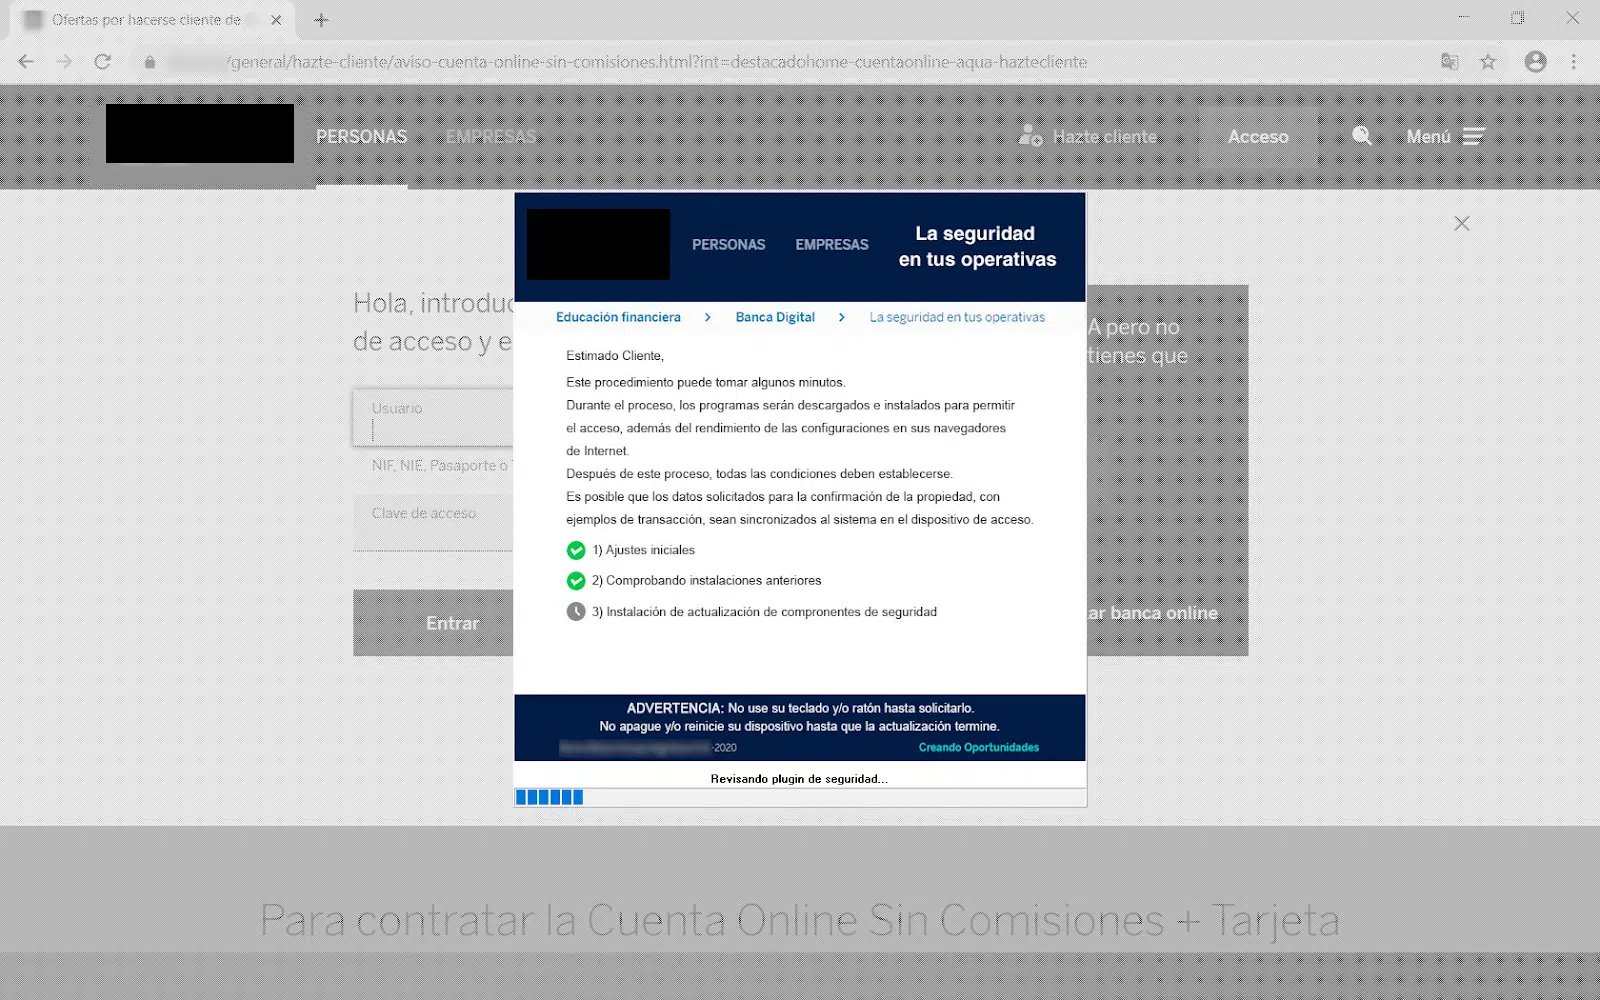 Ofertas por hacerse cliente de
/general/hazte-cliente/aviso-cuenta-online-sin-comisiones.html?int=destacadohome-cuentaonline-aqua-haztecliente
PERSONAS EMPRESAS Hazte cliente Acceso Menú
PERSONAS EMPRESAS La seguridad
en tus operativas
Educación financiera > Banca Digital > La seguridad en tus operativas
Hola, introduc
de acceso y e
Usuario
NIF, NIE, Pasaporte o
Clave de acceso
Entrar
Estimado Cliente,
Este procedimiento puede tomar algunos minutos.
Durante el proceso, los programas serán descargados e instalados para permitir
el acceso, además del rendimiento de las configuraciones en sus navegadores
de Internet.
Después de este proceso, todas las condiciones deben establecerse.
Es posible que los datos solicitados para la confirmación de la propiedad, con
ejemplos de transacción, sean sincronizados al sistema en el dispositivo de acceso.
1) Ajustes iniciales
2) Comprobando instalaciones anteriores
3) Instalación de actualización de compronentes de seguridad
A pero no
tienes que
ar banca online
ADVERTENCIA: No use su teclado y/o ratón hasta solicitarlo.
No apague y/o reinicie su dispositivo hasta que la actualización termine.
-2020 Creando Oportunidades
Revisando plugin de seguridad...
Para contratar la Cuenta Online Sin Comisiones + Tarjeta